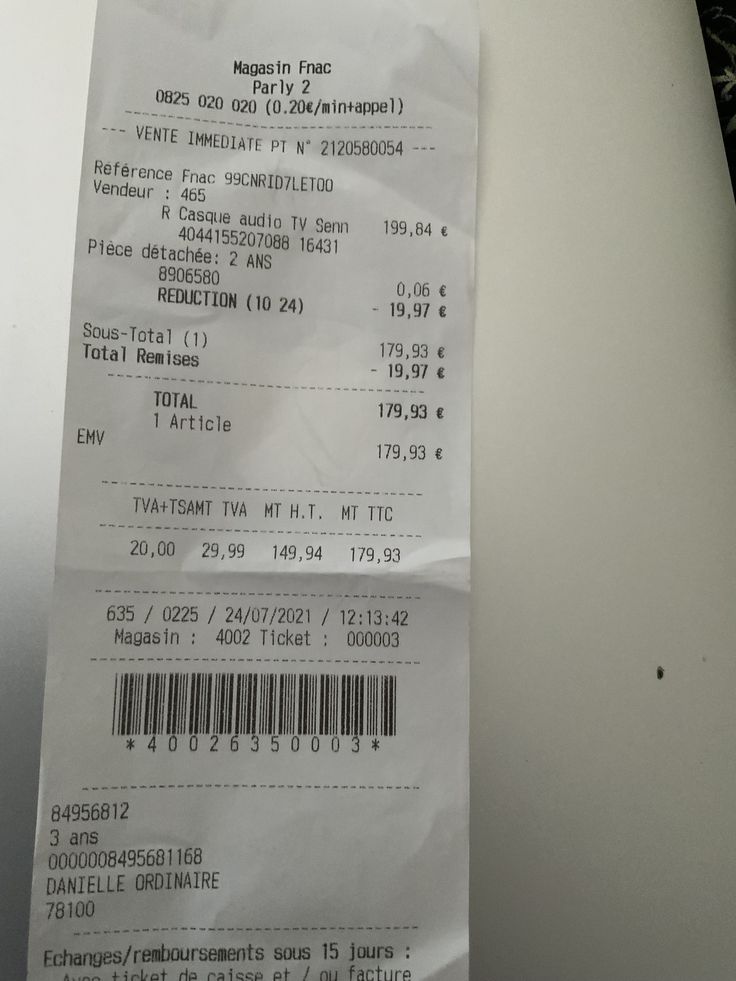 Magasin Fnac
Parly 2
0825 020 020 (0.20€/min+appel)
--- VENTE IMMEDIATE PT N° 2120580054 ---
Référence Fnac 99CNRID7LETOO
Vendeur : 465
R Casque audio TV Senn 199,84 €
4044155207088 16431
Pièce détachée: 2 ANS
8906580 0,06 €
REDUCTION (10 24) - 19,97 €
Sous-Total (1) 179,93 €
Total Remises - 19,97 €
TOTAL 179,93 €
1 Article
EMV 179,93 €
TVA+TSAMT TVA MT H.T. MT TTC
20,00 29,99 149,94 179,93
635 / 0225 / 24/07/2021 / 12:13:42
Magasin : 4002 Ticket : 000003
*40026350003*
84956812
3 ans
0000008495681168
DANIELLE ORDINAIRE
78100
Echanges/remboursements sous 15 jours :
Avec ticket de caisse et / ou facture